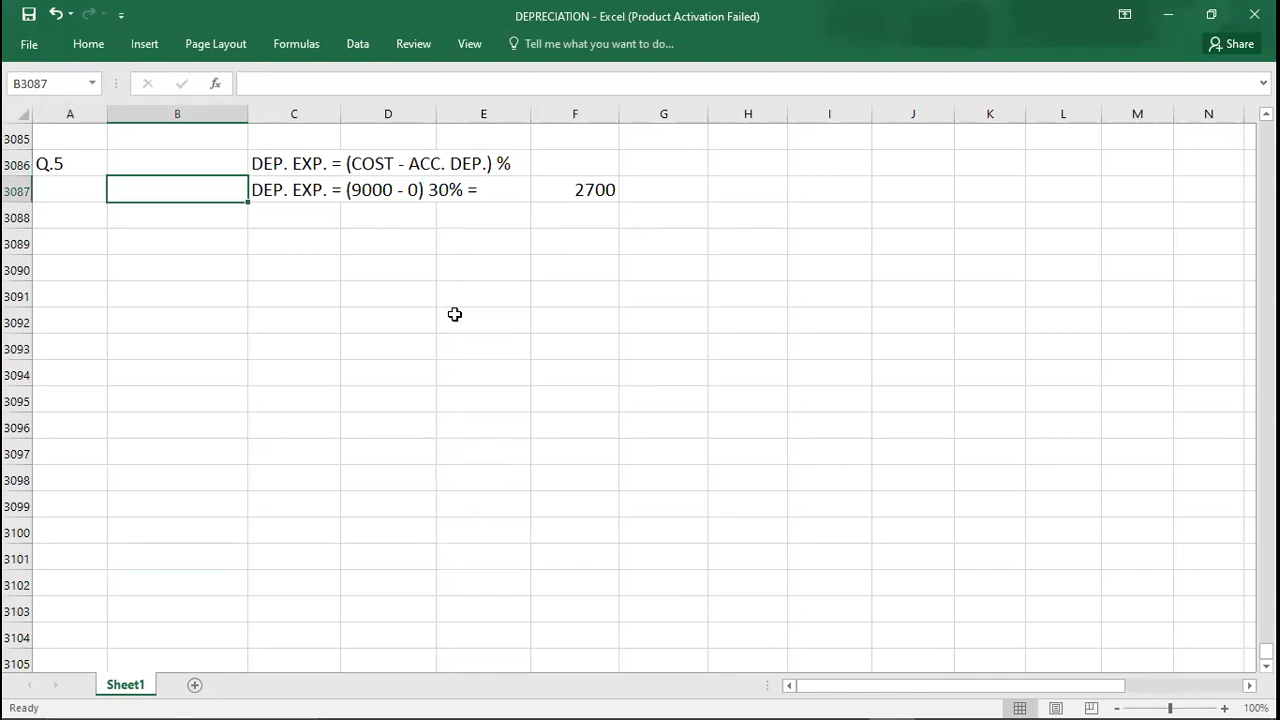 DEPRECIATION - Excel (Product Activation Failed)
File Home Insert Page Layout Formulas Data Review View Tell me what you want to do... Share
B3087 fx
A B C D E F G H I J K L M N
3085
3086 Q.5 DEP. EXP. = (COST - ACC. DEP.) %
3087 DEP. EXP. = (9000 - 0) 30% = 2700
3088
3089
3090
3091
3092
3093
3094
3095
3096
3097
3098
3099
3100
3101
3102
3103
3104
3105
Sheet1
Ready 100%